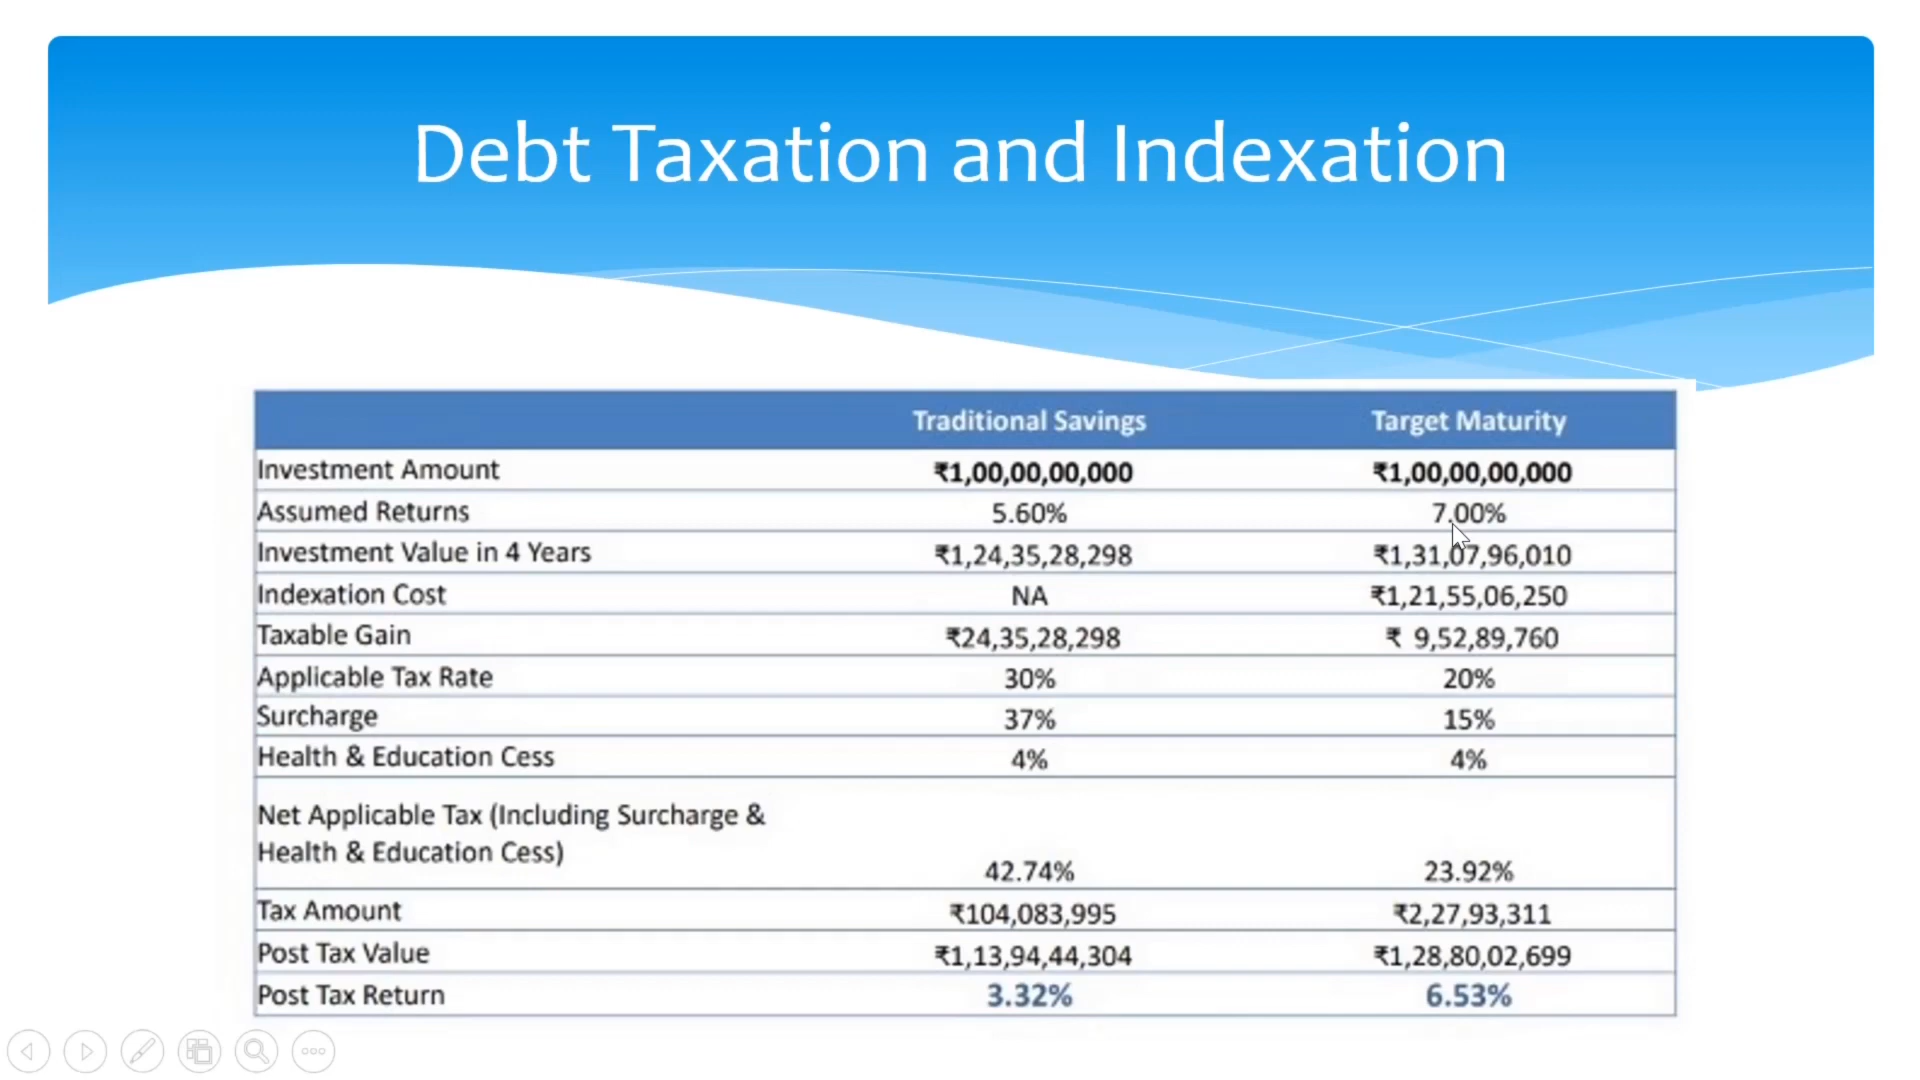 Debt Taxation and Indexation
Traditional Savings Target Maturity
Investment Amount ₹1,00,00,00,000 ₹1,00,00,00,000
Assumed Returns 5.60% 7.00%
Investment Value in 4 Years ₹1,24,35,28,298 ₹1,31,07,96,010
Indexation Cost NA ₹1,21,55,06,250
Taxable Gain ₹24,35,28,298 ₹ 9,52,89,760
Applicable Tax Rate 30% 20%
Surcharge 37% 15%
Health & Education Cess 4% 4%
Net Applicable Tax (Including Surcharge &
Health & Education Cess) 42.74% 23.92%
Tax Amount ₹104,083,995 ₹2,27,93,311
Post Tax Value ₹1,13,94,44,304 ₹1,28,80,02,699
Post Tax Return 3.32% 6.53%